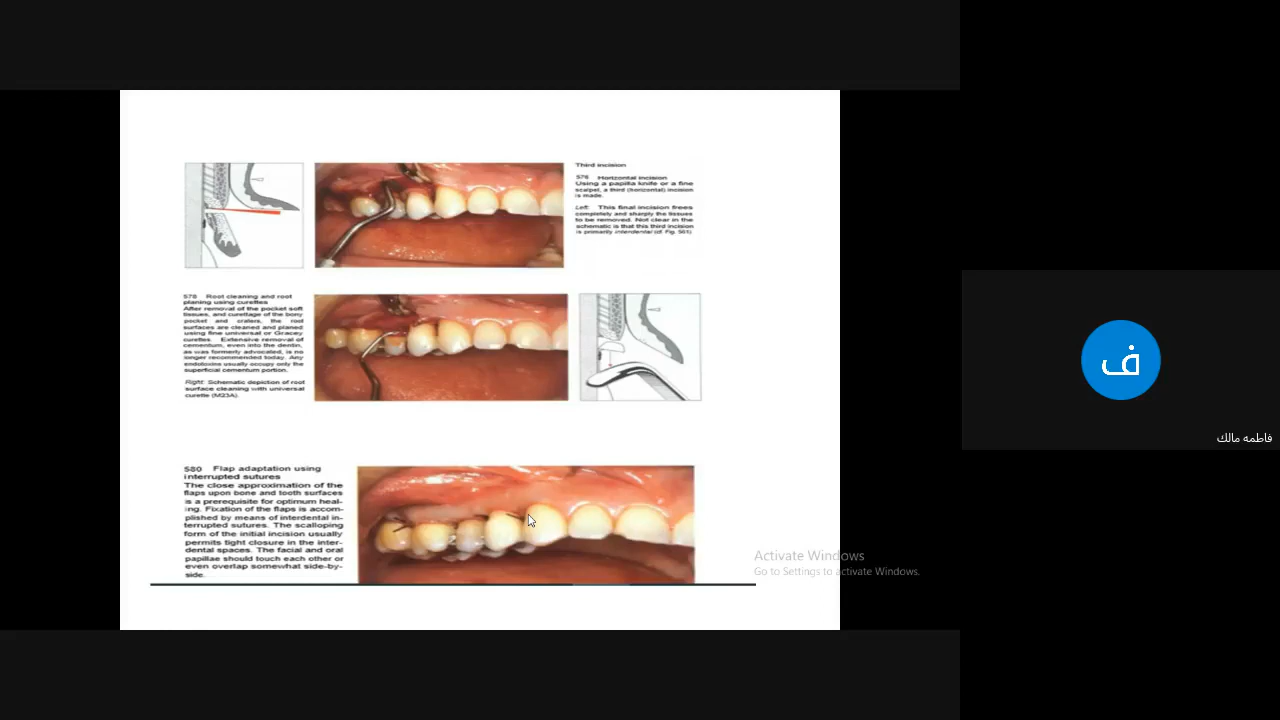 Third incision
576 Horizontal incision
Using a papilla knife or a fine
scalpel, a third (horizontal) incision
is made.
Left: This final incision frees
completely and sharply the tissues
to be removed. Not clear in the
schematic is that this third incision
is primarily interdental (cf. Fig. 561)
578 Root cleaning and root
planing using curettes
After removal of the pocket soft
tissues, and curettage of the bony
pocket and craters, the root
surfaces are cleaned and planed
using fine universal or Gracey
curettes. Extensive removal of
cementum, even into the dentin,
as was formerly advocated, is no
longer recommended today. Any
endotoxins usually occupy only the
superficial cementum portion.
Right: Schematic depiction of root
surface cleaning with universal
curette (M23A).
580 Flap adaptation using
interrupted sutures
The close approximation of the
flaps upon bone and tooth surfaces
is a prerequisite for optimum heal-
ing. Fixation of the flaps is accom-
plished by means of interdental in-
terrupted sutures. The scalloping
form of the initial incision usually
permits tight closure in the inter-
dental spaces. The facial and oral
papillae should touch each other or
even overlap somewhat side-by-
side.
Activate Windows
Go to Settings to activate Windows.
ف
فاطمه مالك